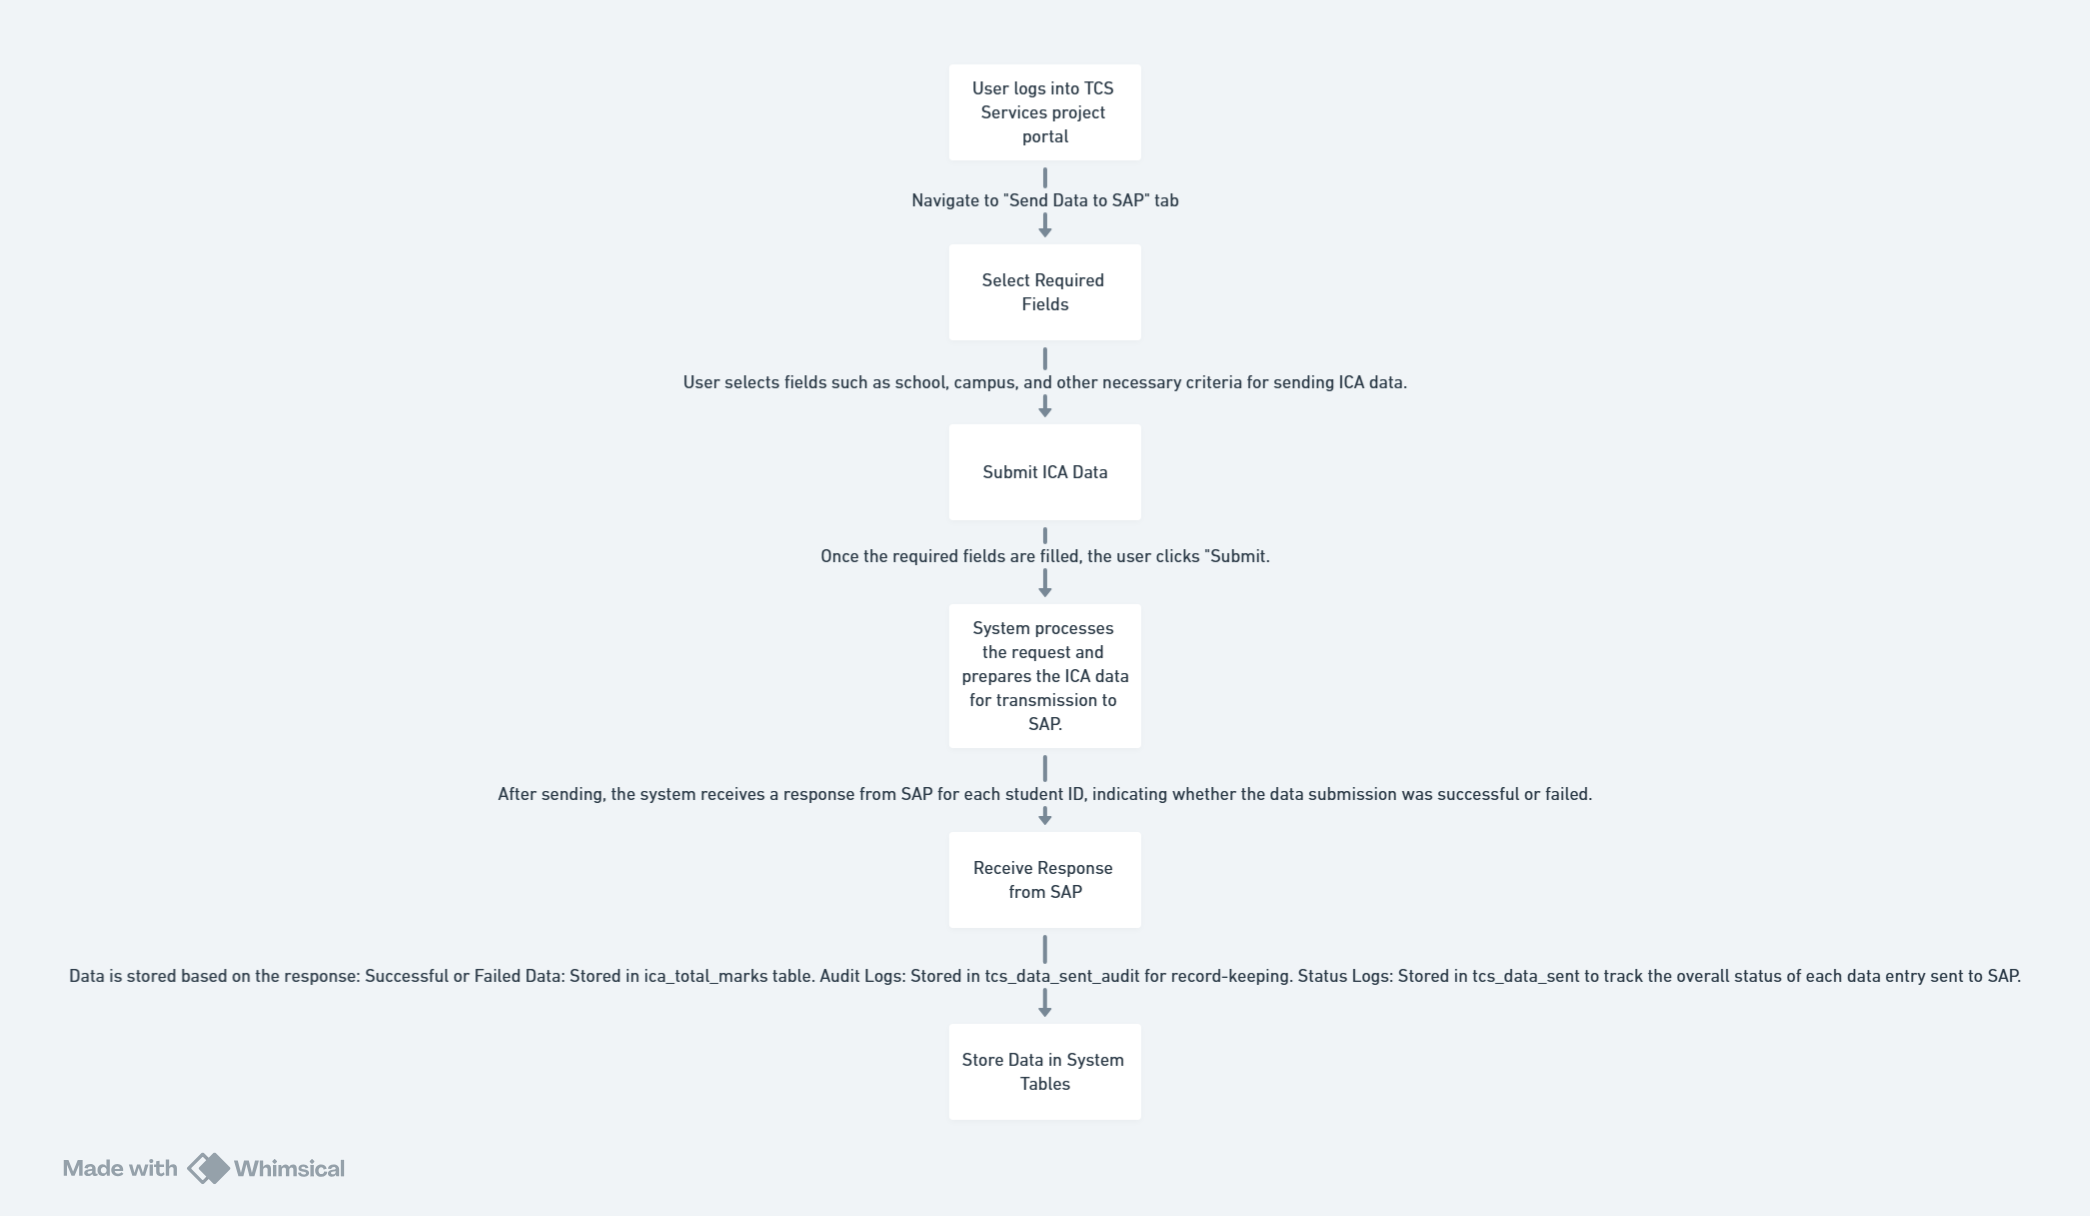 User logs into TCS
Services project
portal
Navigate to "Send Data to SAP" tab
Select Required
Fields
User selects fields such as school, campus, and other necessary criteria for sending ICA data.
Submit ICA Data
Once the required fields are filled, the user clicks "Submit.
System processes
the request and
prepares the ICA data
for transmission to
SAP.
After sending, the system receives a response from SAP for each student ID, indicating whether the data submission was successful or failed.
Receive Response
from SAP
Data is stored based on the response: Successful or Failed Data: Stored in ica_total_marks table. Audit Logs: Stored in tcs_data_sent_audit for record-keeping. Status Logs: Stored in tcs_data_sent to track the overall status of each data entry sent to SAP.
Store Data in System
Tables
Made with Whimsical